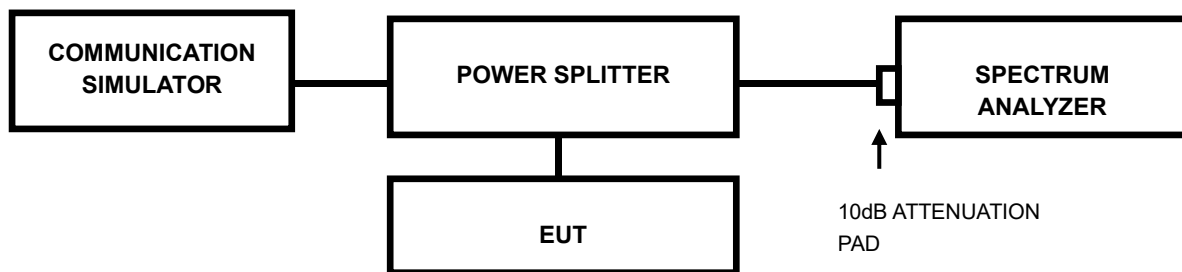 COMMUNICATION
SIMULATOR
POWER SPLITTER
SPECTRUM
ANALYZER
EUT
10dB ATTENUATION
PAD